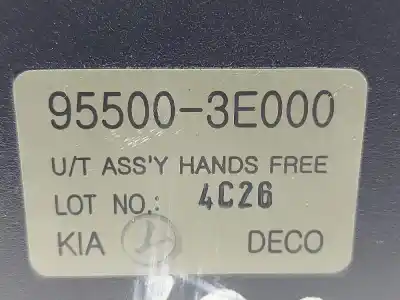 95500-3E000
U/T ASS'Y HANDS FREE
LOT NO.: 4C26
KIA DECO